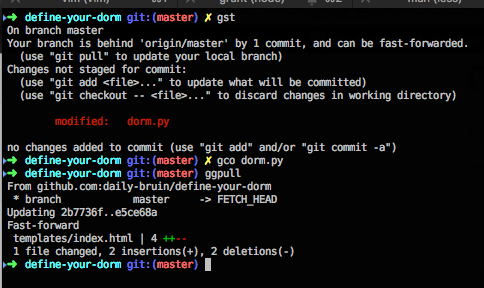 ➜ define-your-dorm git:(master) ✗ gst
On branch master
Your branch is behind 'origin/master' by 1 commit, and can be fast-forwarded.
  (use "git pull" to update your local branch)
Changes not staged for commit:
  (use "git add <file>..." to update what will be committed)
  (use "git checkout -- <file>..." to discard changes in working directory)
        modified:   dorm.py
no changes added to commit (use "git add" and/or "git commit -a")
➜ define-your-dorm git:(master) ✗ gco dorm.py
➜ define-your-dorm git:(master) ggpull
From github.com:daily-bruin/define-your-dorm
 * branch            master     -> FETCH_HEAD
Updating 2b7736f..e5ce68a
Fast-forward
 templates/index.html | 4 ++--
 1 file changed, 2 insertions(+), 2 deletions(-)
➜ define-your-dorm git:(master)